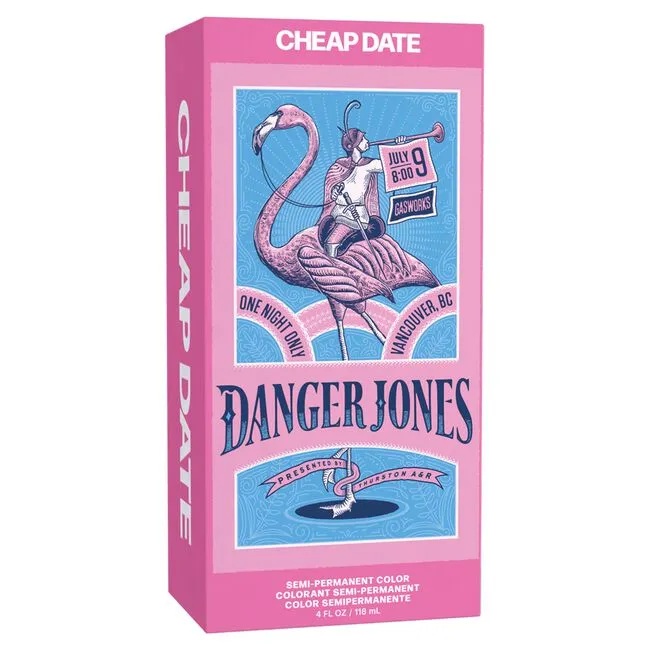 CHEAP DATE
CHEAP DATE
JULY 9
8:00
GASWORKS
ONE NIGHT ONLY
VANCOUVER, BC
DANGER JONES
PRESENTED BY
THURSTON A&R
SEMI-PERMANENT COLOR
COLORANT SEMI-PERMANENT
COLOR SEMIPERMANENTE
4 FL OZ / 118 mL